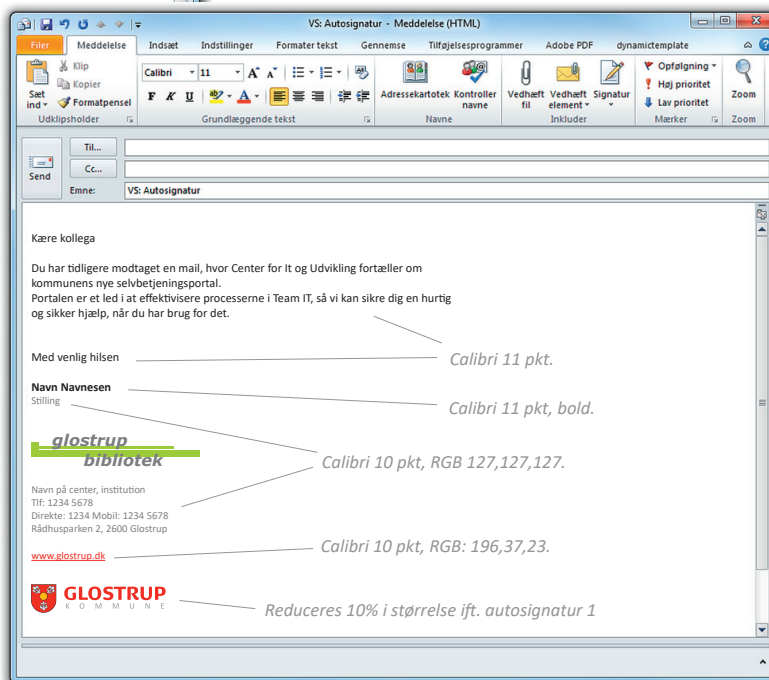 VS: Autosignatur - Meddelelse (HTML)
Filer Meddelelse Indsæt Indstillinger Formater tekst Gennemse Tilføjelsesprogrammer Adobe PDF dynamictemplate
Sæt ind
Klip
Kopier
Formatpensel
Udklipsholder
Calibri 11
F K U
Grundlæggende tekst
Adressekartotek Kontroller navne
Navne
Vedhæft fil Vedhæft element Signatur
Inkluder
Opfølgning
Høj prioritet
Lav prioritet
Mærker
Zoom
Zoom
Send
Til...
Cc...
Emne: VS: Autosignatur
Kære kollega
Du har tidligere modtaget en mail, hvor Center for It og Udvikling fortæller om
kommunens nye selvbetjeningsportal.
Portalen er et led i at effektivisere processerne i Team IT, så vi kan sikre dig en hurtig
og sikker hjælp, når du har brug for det.
Med venlig hilsen
Calibri 11 pkt.
Navn Navnesen
Stilling
Calibri 11 pkt, bold.
glostrup
bibliotek
Calibri 10 pkt, RGB 127,127,127.
Navn på center, institution
Tlf: 1234 5678
Direkte: 1234 Mobil: 1234 5678
Rådhusparken 2, 2600 Glostrup
www.glostrup.dk
Calibri 10 pkt, RGB: 196,37,23.
GLOSTRUP
KOMMUNE
Reduceres 10% i størrelse ift. autosignatur 1